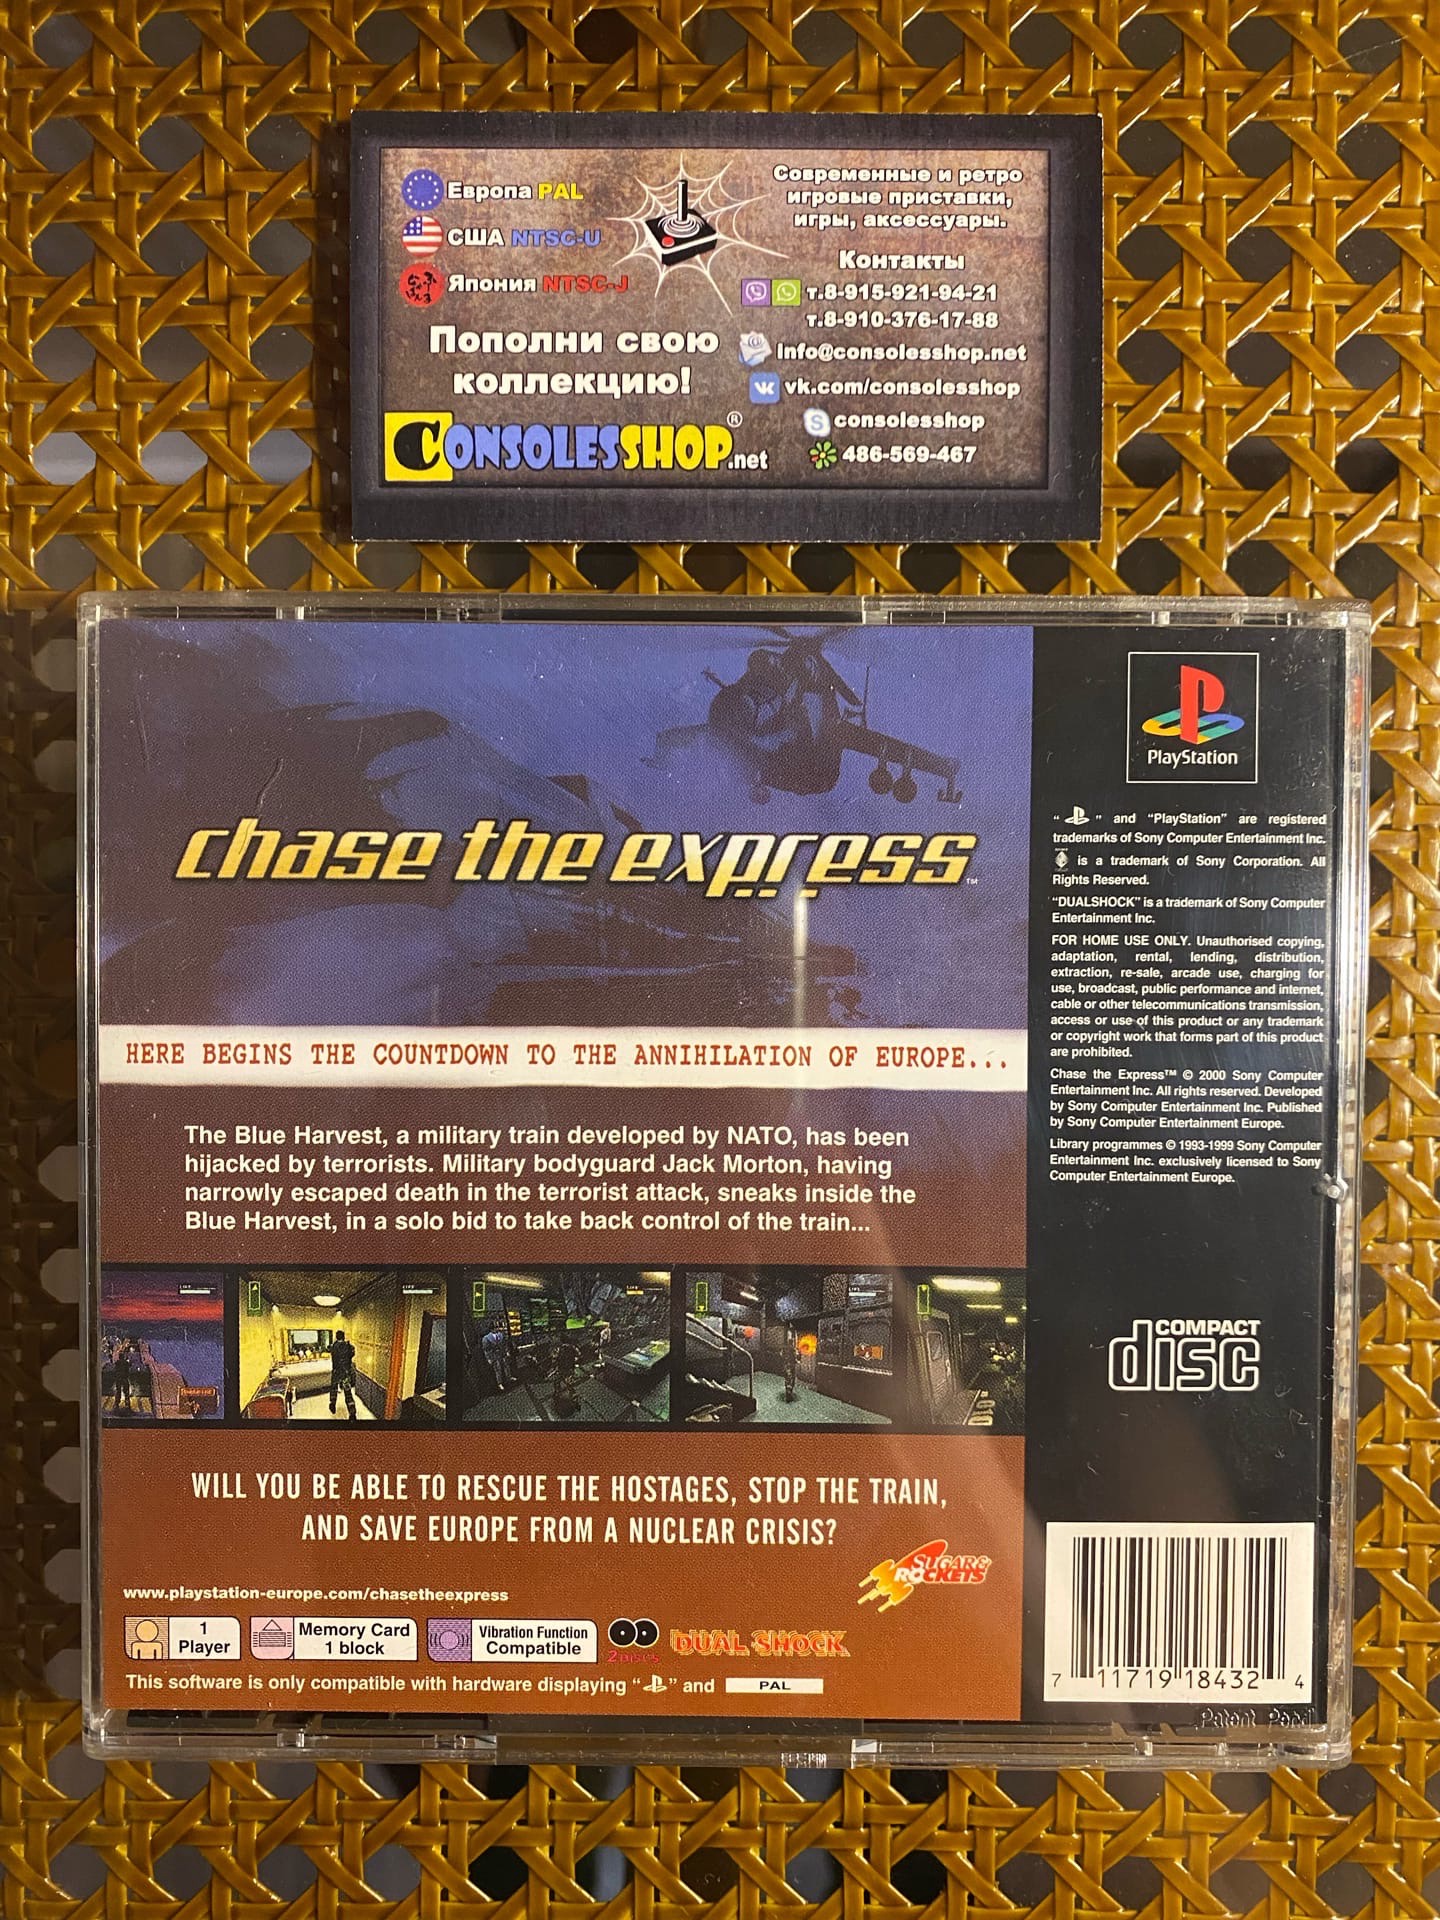 Европа PAL
США NTSC-U
Япония NTSC-J
Пополни свою
коллекцию!
CONSOLESSHOP.net
®
Современные и ретро
игровые приставки,
игры, аксессуары.
Контакты
т.8-915-921-94-21
т.8-910-376-17-88
info@consolesshop.net
vk.com/consolesshop
consolesshop
486-569-467
chase the express™
HERE BEGINS THE COUNTDOWN TO THE ANNIHILATION OF EUROPE...
The Blue Harvest, a military train developed by NATO, has been
hijacked by terrorists. Military bodyguard Jack Morton, having
narrowly escaped death in the terrorist attack, sneaks inside the
Blue Harvest, in a solo bid to take back control of the train...
WILL YOU BE ABLE TO RESCUE THE HOSTAGES, STOP THE TRAIN,
AND SAVE EUROPE FROM A NUCLEAR CRISIS?
SUGAR&
ROCKETS
www.playstation-europe.com/chasetheexpress
1
Player
Memory Card
1 block
Vibration Function
Compatible
2 DISCS
DUAL SHOCK
This software is only compatible with hardware displaying “ ” and PAL
PlayStation
“ ” and “PlayStation” are registered
trademarks of Sony Computer Entertainment Inc.
is a trademark of Sony Corporation. All
Rights Reserved.
“DUALSHOCK” is a trademark of Sony Computer
Entertainment Inc.
FOR HOME USE ONLY. Unauthorised copying,
adaptation, rental, lending, distribution,
extraction, re-sale, arcade use, charging for
use, broadcast, public performance and internet,
cable or other telecommunications transmission,
access or use of this product or any trademark
or copyright work that forms part of this product
are prohibited.
Chase the Express™ © 2000 Sony Computer
Entertainment Inc. All rights reserved. Developed
by Sony Computer Entertainment Inc. Published
by Sony Computer Entertainment Europe.
Library programmes © 1993-1999 Sony Computer
Entertainment Inc. exclusively licensed to Sony
Computer Entertainment Europe.
COMPACT
disc
7 11719 18432 4
Patent Pend